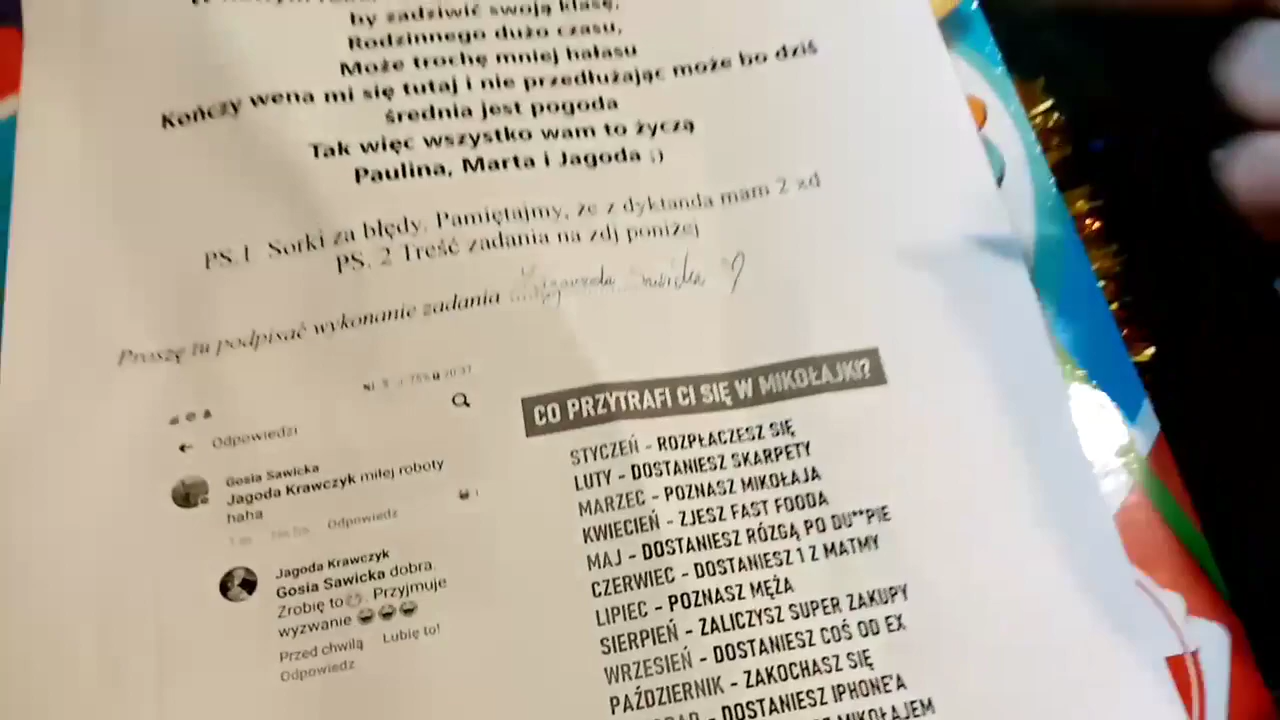 by zadziwić swoją klasę,
Rodzinnego dużo czasu,
Może trochę mniej hałasu
Kończy wena mi się tutaj i nie przedłużając może bo dziś
średnia jest pogoda
Tak więc wszystko wam to życzą
Paulina, Marta i Jagoda :)
PS.1 Sorki za błędy. Pamiętajmy, że z dyktanda mam 2 xd
PS. 2 Treść zadania na zdj poniżej
Proszę tu podpisać wykonanie zadania
Odpowiedzi
Gosia Sawicka
Jagoda Krawczyk miłej roboty
haha
Odpowiedz
Jagoda Krawczyk
Gosia Sawicka dobra.
Zrobię to. Przyjmuje
wyzwanie
Przed chwilą Lubię to!
Odpowiedz
CO PRZYTRAFI CI SIĘ W MIKOŁAJKI?
STYCZEŃ - ROZPŁACZESZ SIĘ
LUTY - DOSTANIESZ SKARPETY
MARZEC - POZNASZ MIKOŁAJA
KWIECIEŃ - ZJESZ FAST FOODA
MAJ - DOSTANIESZ RÓZGĄ PO DU**PIE
CZERWIEC - DOSTANIESZ 1 Z MATMY
LIPIEC - POZNASZ MĘŻA
SIERPIEŃ - ZALICZYSZ SUPER ZAKUPY
WRZESIEŃ - DOSTANIESZ COŚ OD EX
PAŹDZIERNIK - ZAKOCHASZ SIĘ
- DOSTANIESZ IPHONE'A
MIKOŁAJEM